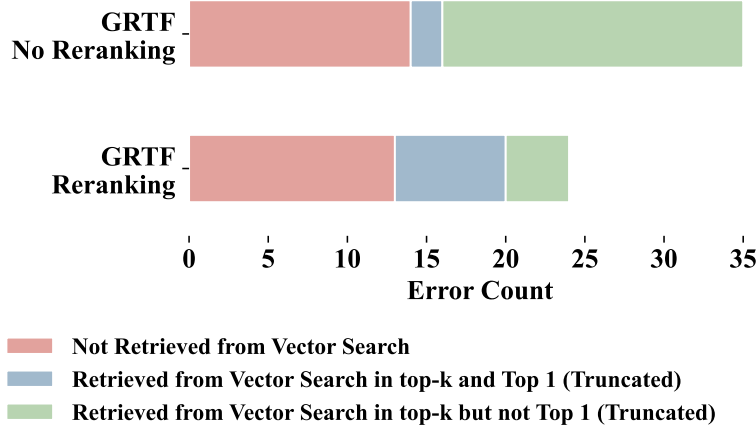 GRTF
No Reranking
GRTF
Reranking
0 5 10 15 20 25 30 35
Error Count
Not Retrieved from Vector Search
Retrieved from Vector Search in top-k and Top 1 (Truncated)
Retrieved from Vector Search in top-k but not Top 1 (Truncated)